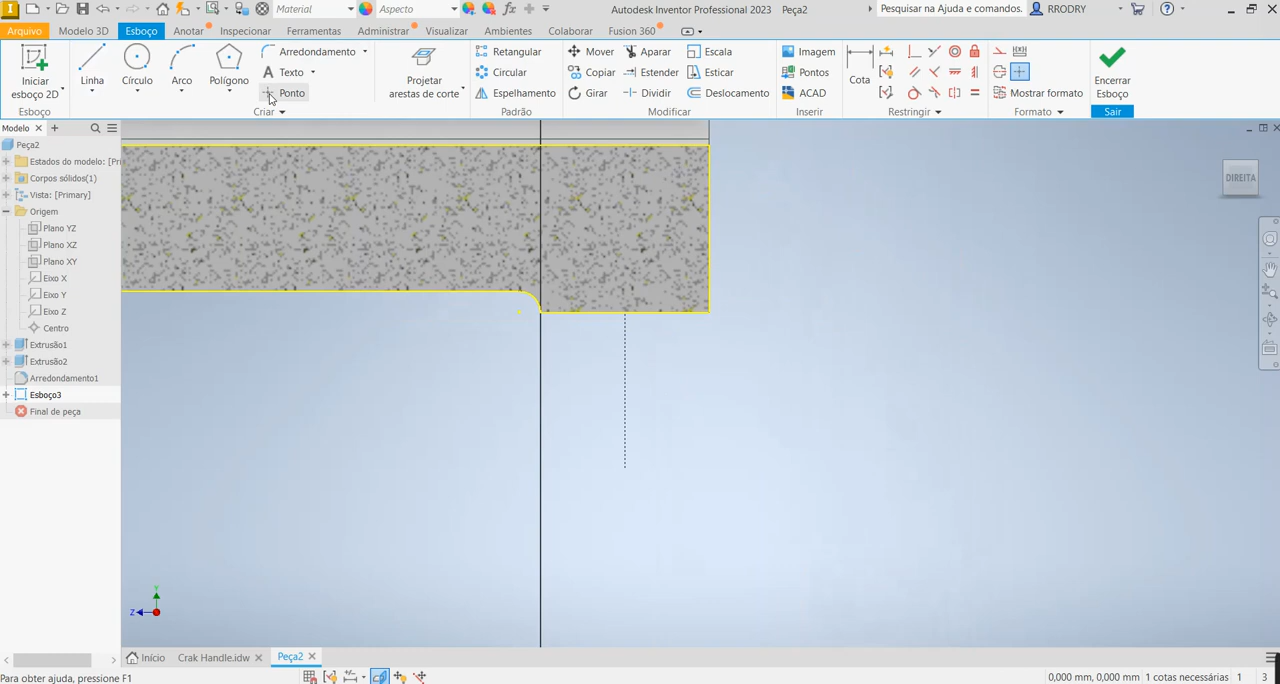 Material
Aspecto
Autodesk Inventor Professional 2023 Peça2
Pesquisar na Ajuda e comandos.
RRODRY
Arquivo Modelo 3D Esboço Anotar Inspecionar Ferramentas Administrar Visualizar Ambientes Colaborar Fusion 360
Iniciar
esboço 2D
Linha
Círculo
Arco
Polígono
Arredondamento
Texto
Ponto
Projetar
arestas de corte
Retangular
Circular
Espelhamento
Mover
Copiar
Girar
Aparar
Estender
Dividir
Escala
Esticar
Deslocamento
Imagem
Pontos
ACAD
Cota
Mostrar formato
Encerrar
Esboço
Esboço Criar Padrão Modificar Inserir Restringir Formato Sair
Modelo
Peça2
Estados do modelo: [Pri
Corpos sólidos(1)
Vista: [Primary]
Origem
Plano YZ
Plano XZ
Plano XY
Eixo X
Eixo Y
Eixo Z
Centro
Extrusão1
Extrusão2
Arredondamento1
Esboço3
Final de peça
DIREITA
Y
Z
Início Crak Handle.idw Peça2
Para obter ajuda, pressione F1
0,000 mm, 0,000 mm 1 cotas necessárias 1 3